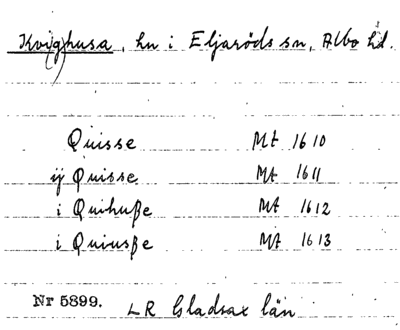 Kvighusa, hn i Eljaröds sn, Albo hd.
Quisse Mt 1610
ij Quisse Mt 1611
i Quihuße Mt 1612
i Quiusße Mt 1613
Nr 5899. LR Gladsax län